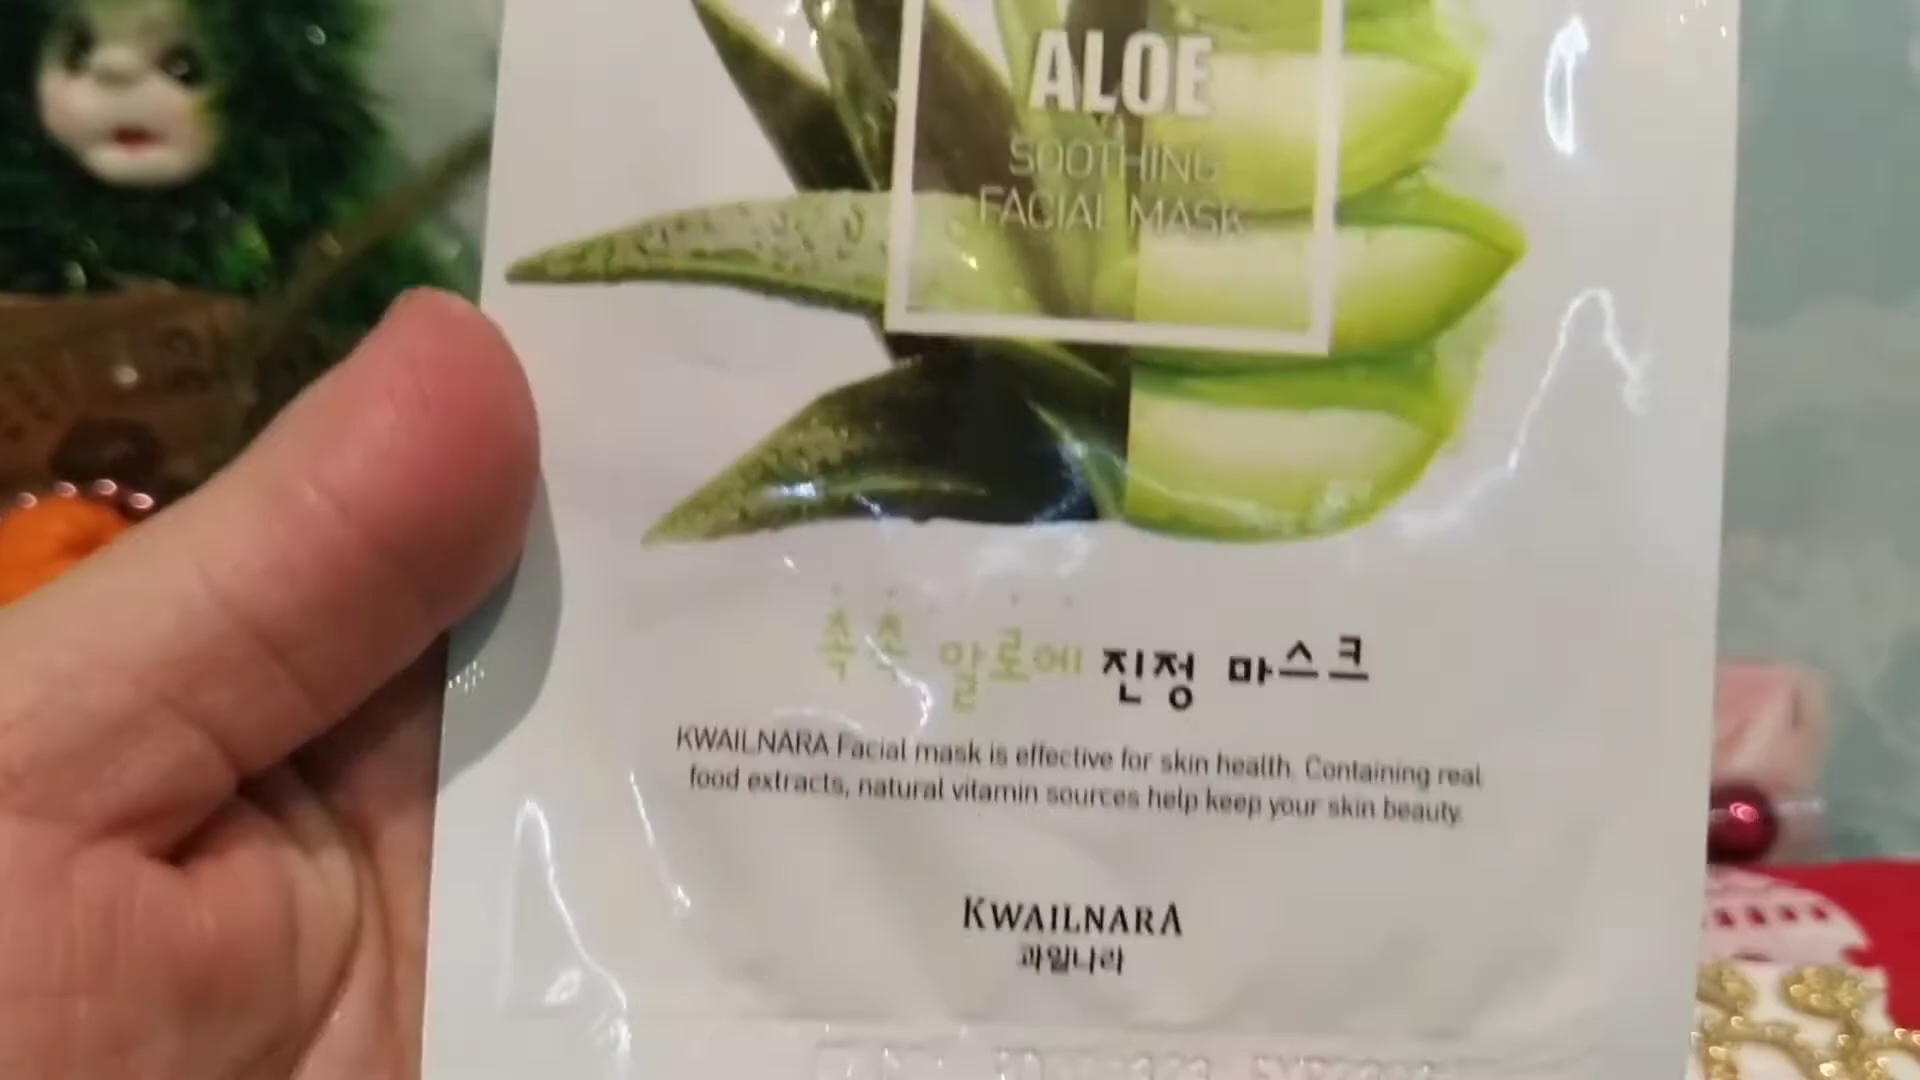 ALOE
SOOTHING
FACIAL MASK
촉촉 알로에 진정 마스크
KWAILNARA Facial mask is effective for skin health. Containing real
food extracts, natural vitamin sources help keep your skin beauty.
KWAILNARA
과일나라